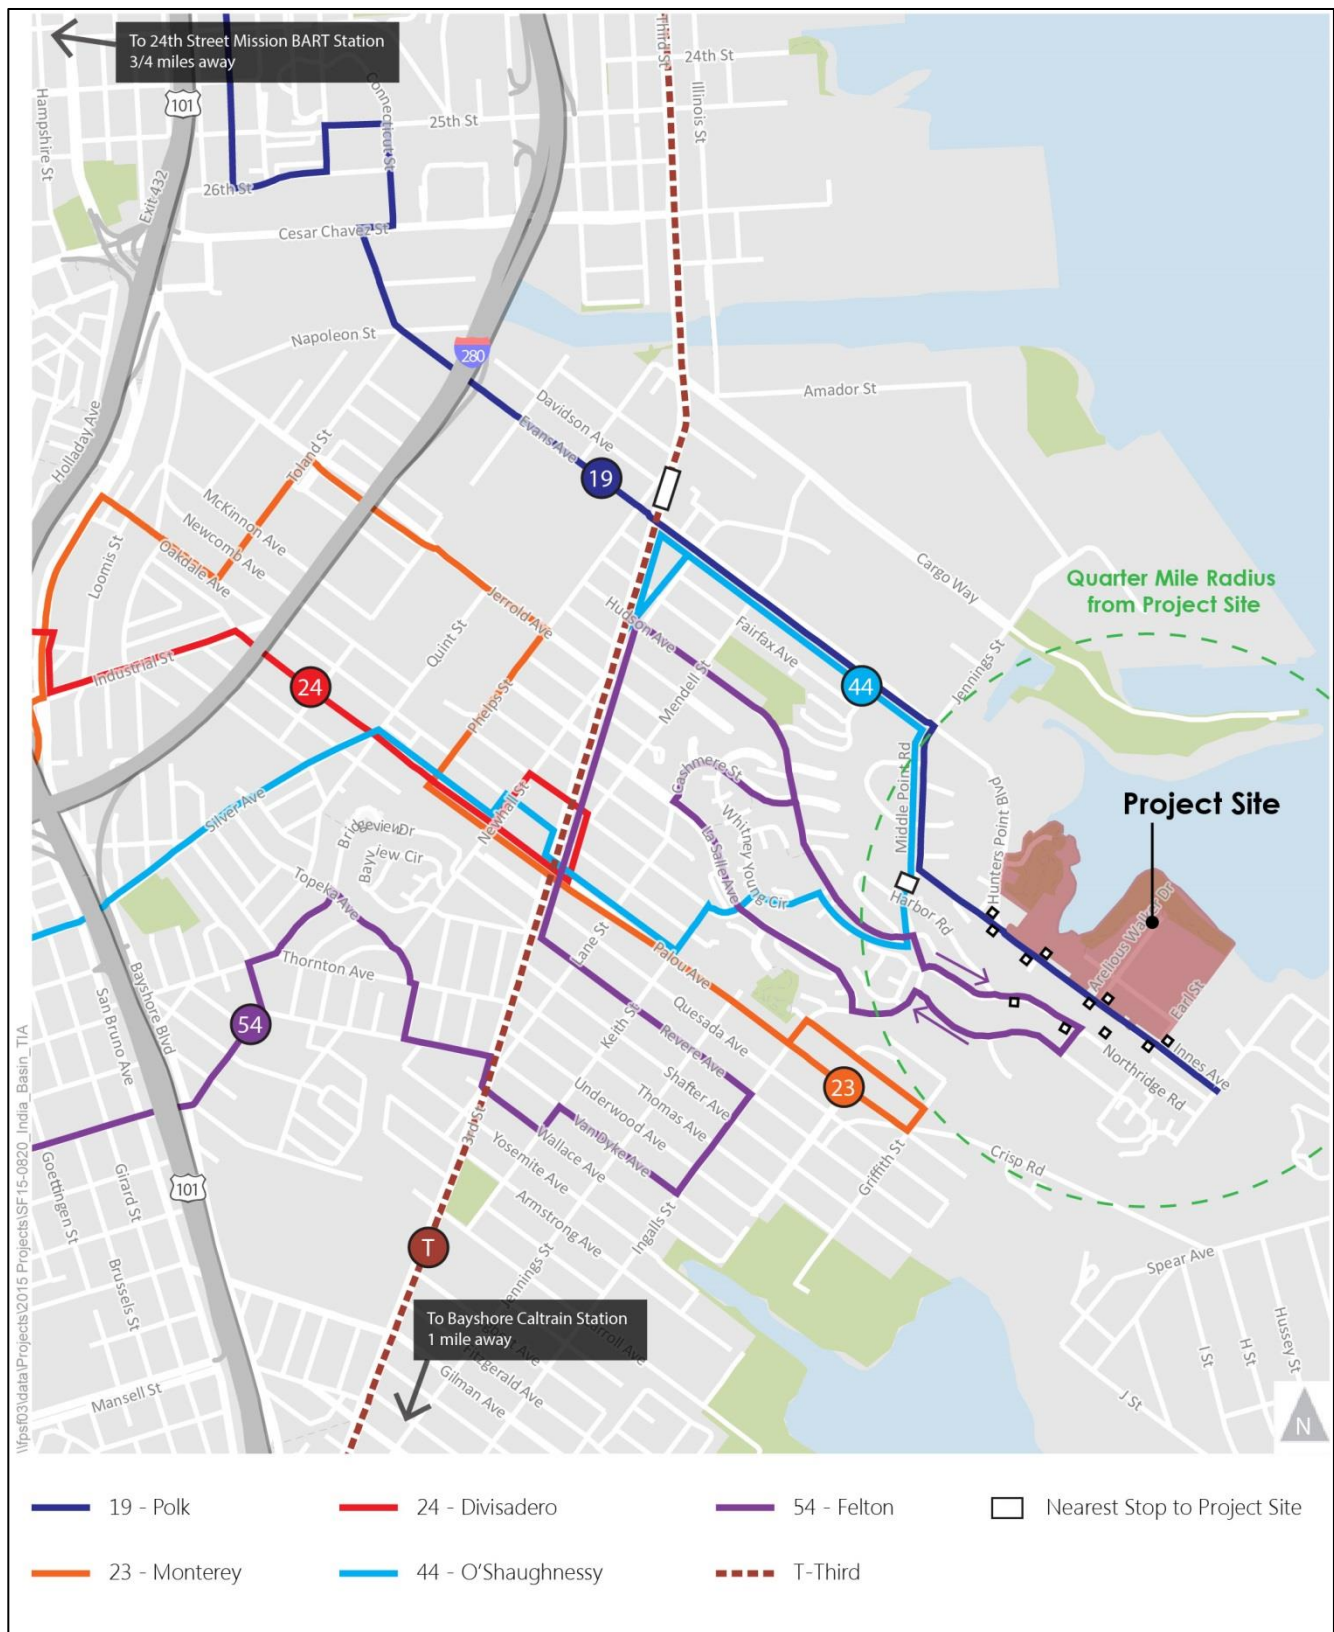 To 24th Street Mission BART Station
3/4 miles away
Third St
24th St
Illinois St
Hampshire St
101
Connecticut St
25th St
Exit 432
26th St
Cesar Chavez St
Napoleon St
280
Amador St
Davidson Ave
Evans Ave
Holladay Ave
Toland St
19
McKinnon Ave
Newcomb Ave
Oakdale Ave
Loomis St
Cargo Way
Quarter Mile Radius
from Project Site
Jerrold Ave
Hudson Ave
Fairfax Ave
Quint St
Industrial St
24
Mendell St
44
Jennings St
Phelps St
Cashmere St
Middle Point Rd
Hunters Point Blvd
Project Site
Silver Ave
Bridgeview Dr
Bayview Cir
Newhall St
Whitney Young Cir
La Salle Ave
Harbor Rd
Arellous Walker Dr
Topeka Ave
Lane St
Palou Ave
Thornton Ave
Earl St
San Bruno Ave
Bayshore Blvd
54
Keith St
Quesada Ave
Revere Ave
Innes Ave
Northridge Rd
23
Shafter Ave
Thomas Ave
Underwood Ave
Van Dyke Ave
Wallace Ave
Yosemite Ave
3rd St
Goettingen St
Girard St
101
Griffith St
Crisp Rd
Armstrong Ave
Ingalls St
T
Spear Ave
Brussels St
Jennings St
To Bayshore Caltrain Station
1 mile away
Fitzgerald Ave
Gilman Ave
Mansell St
I St
H St
Hussey St
J St
N
\\fpsf03\data\Projects\2015 Projects\SF15-0820_India_Basin_TIA
19 - Polk
24 - Divisadero
54 - Felton
Nearest Stop to Project Site
23 - Monterey
44 - O'Shaughnessy
T-Third